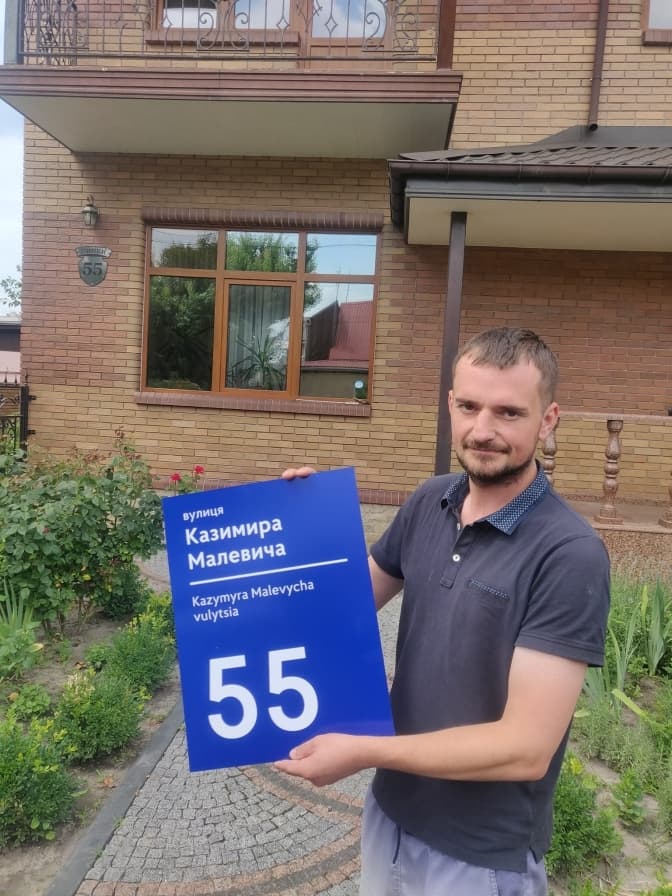 55
вулиця
Казимира
Малевича
Kazymyra Malevycha
vulytsia
55